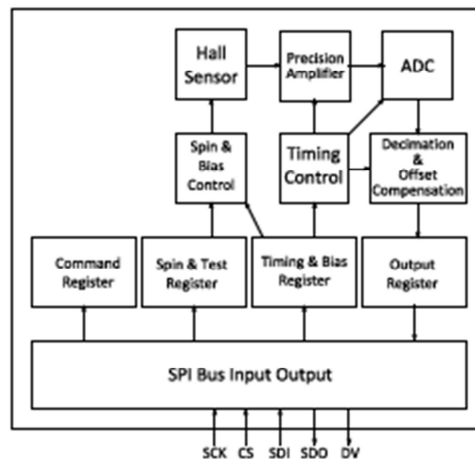 Hall
Sensor
Precision
Amplifier
ADC
Spin &
Bias
Control
Timing
Control
Decimation
&
Offset
Compensation
Command
Register
Spin & Test
Register
Timing & Bias
Register
Output
Register
SPI Bus Input Output
SCK CS SDI SDO DV